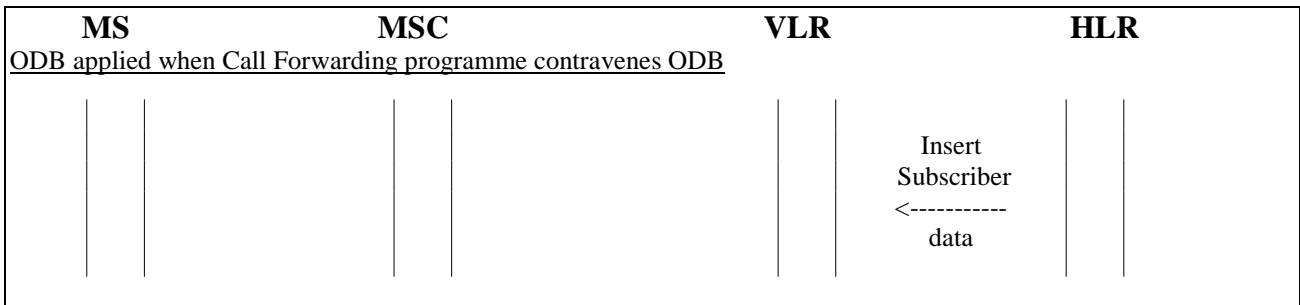 MS MSC VLR HLR
ODB applied when Call Forwarding programme contravenes ODB
Insert
Subscriber
<-----------
data